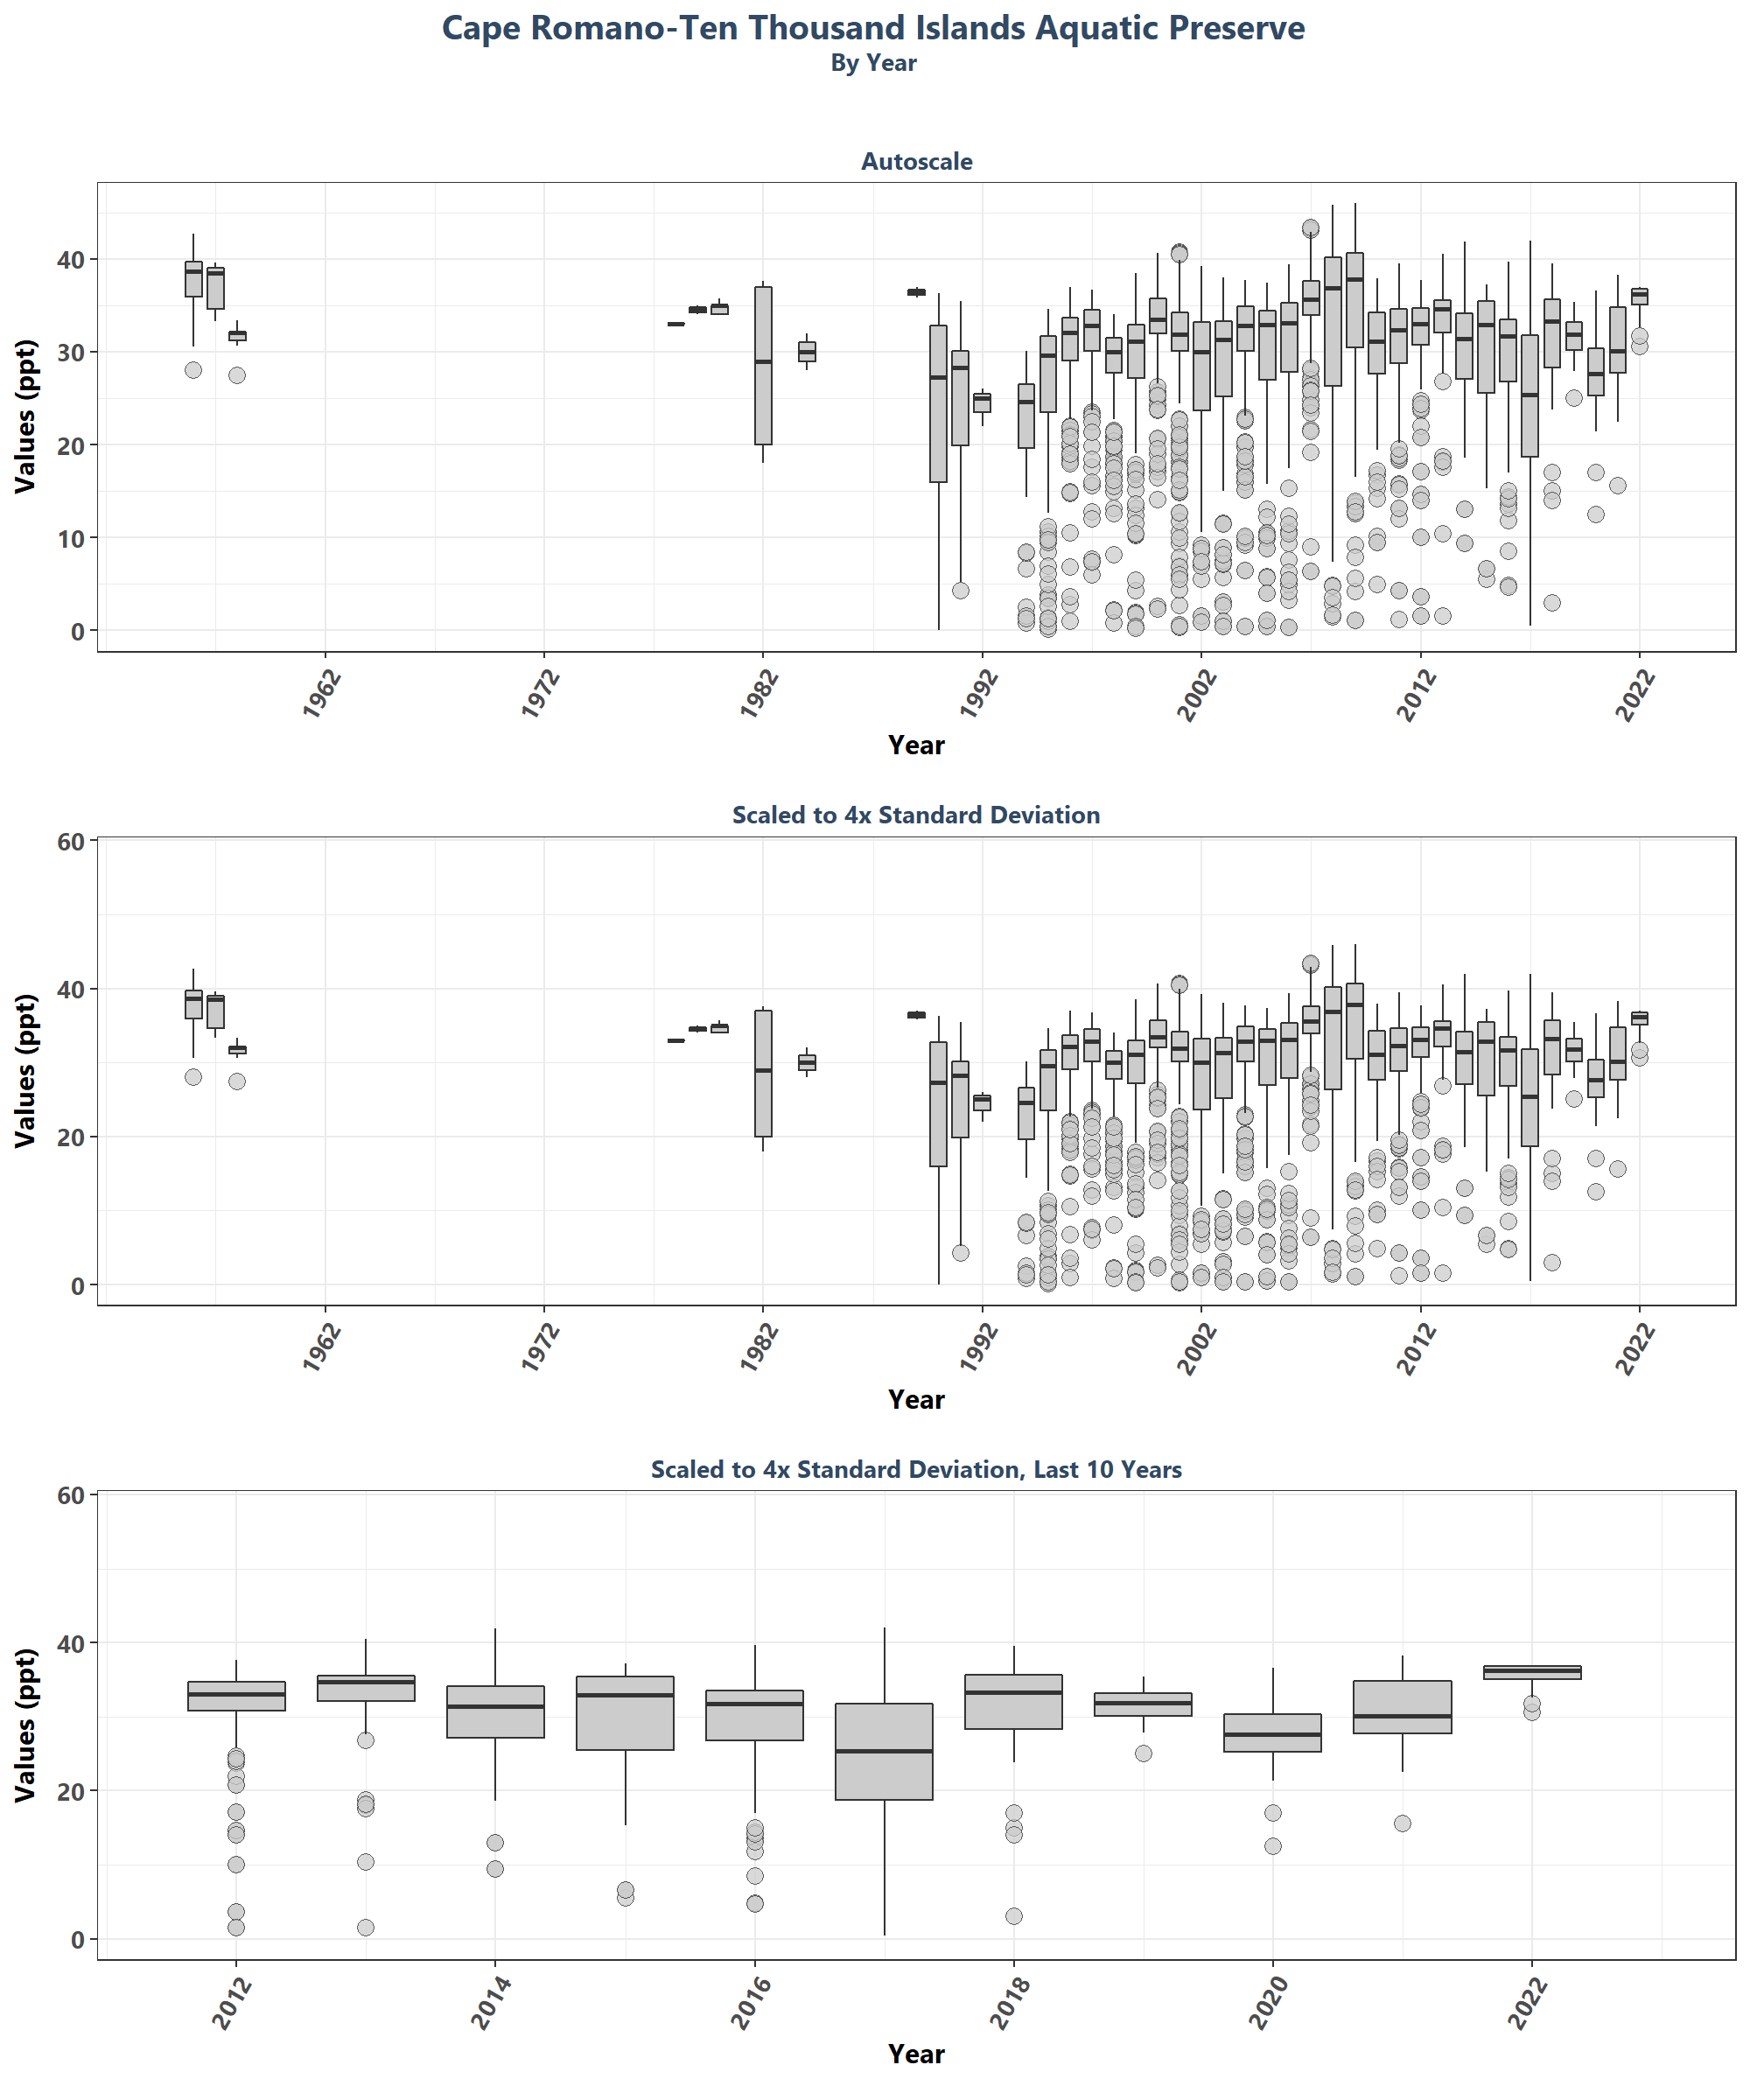 Cape Romano-Ten Thousand Islands Aquatic Preserve
By Year
Autoscale
Values (ppt)
40
30
20
10
0
1962 1972 1982 1992 2002 2012 2022
Year
Scaled to 4x Standard Deviation
Values (ppt)
60
40
20
0
1962 1972 1982 1992 2002 2012 2022
Year
Scaled to 4x Standard Deviation, Last 10 Years
Values (ppt)
60
40
20
0
2012 2014 2016 2018 2020 2022
Year